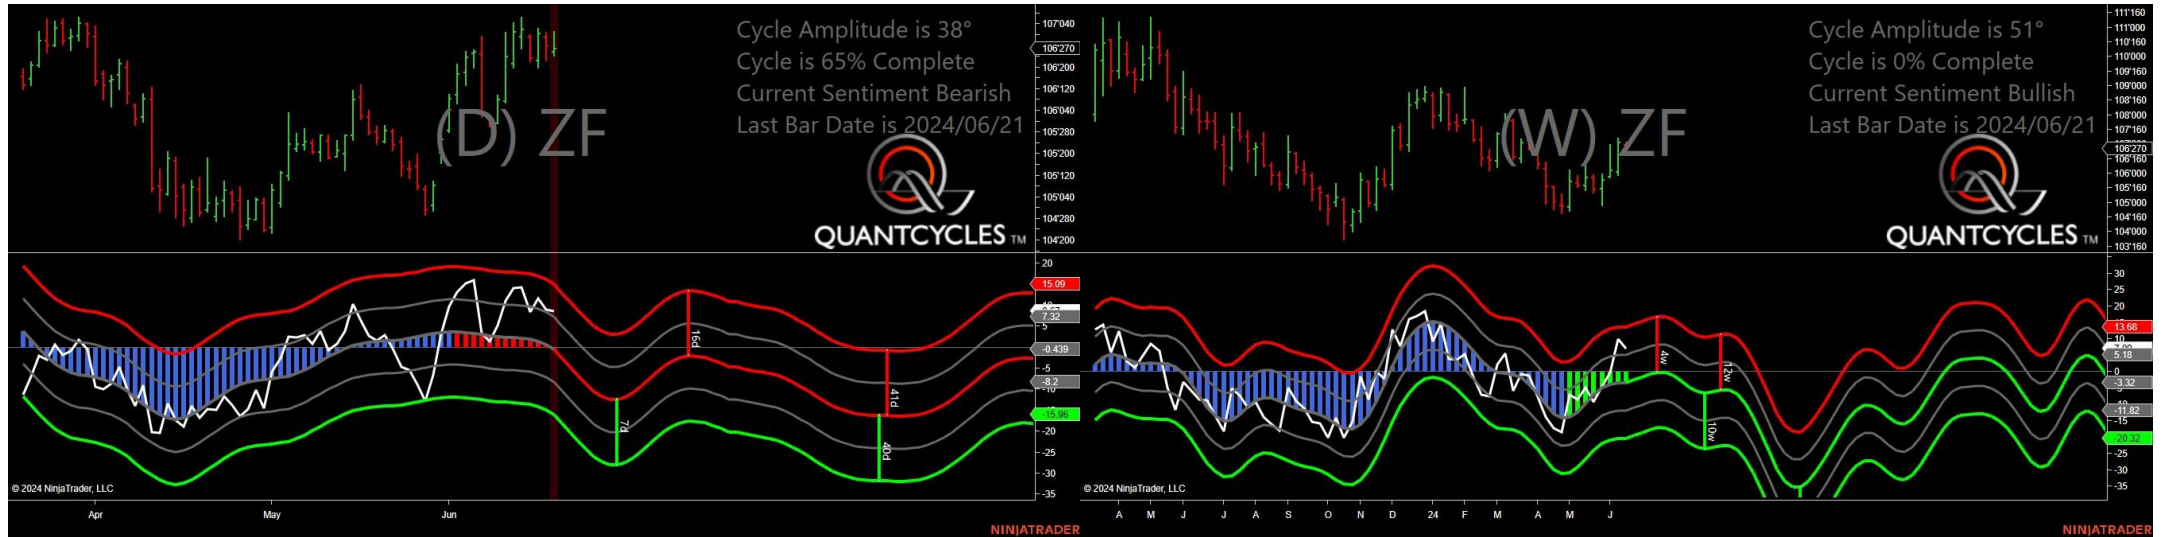 Cycle Amplitude is 38°
Cycle is 65% Complete
Current Sentiment Bearish
Last Bar Date is 2024/06/21
(D) ZF
QUANTCYCLES TM
107'040
106'270
106'200
106'120
106'040
105'280
105'200
105'120
105'040
104'280
104'200
20
15.09
7.32
5
-0.439
-5
-8.2
-15.96
-20
-25
-30
-35
16d
7d
41d
40d
© 2024 NinjaTrader, LLC
Apr
May
Jun
NINJATRADER
Cycle Amplitude is 51°
Cycle is 0% Complete
Current Sentiment Bullish
Last Bar Date is 2024/06/21
(W) ZF
QUANTCYCLES TM
111'160
111'000
110'160
110'000
109'160
109'000
108'160
108'000
107'160
106'270
106'160
106'000
105'160
105'000
104'160
104'000
103'160
30
25
20
13.68
5.18
0
-3.32
-11.82
-15
-20.32
-25
-30
-35
4w
12w
10w
© 2024 NinjaTrader, LLC
A M J J A S O N D 24 F M A M J
NINJATRADER